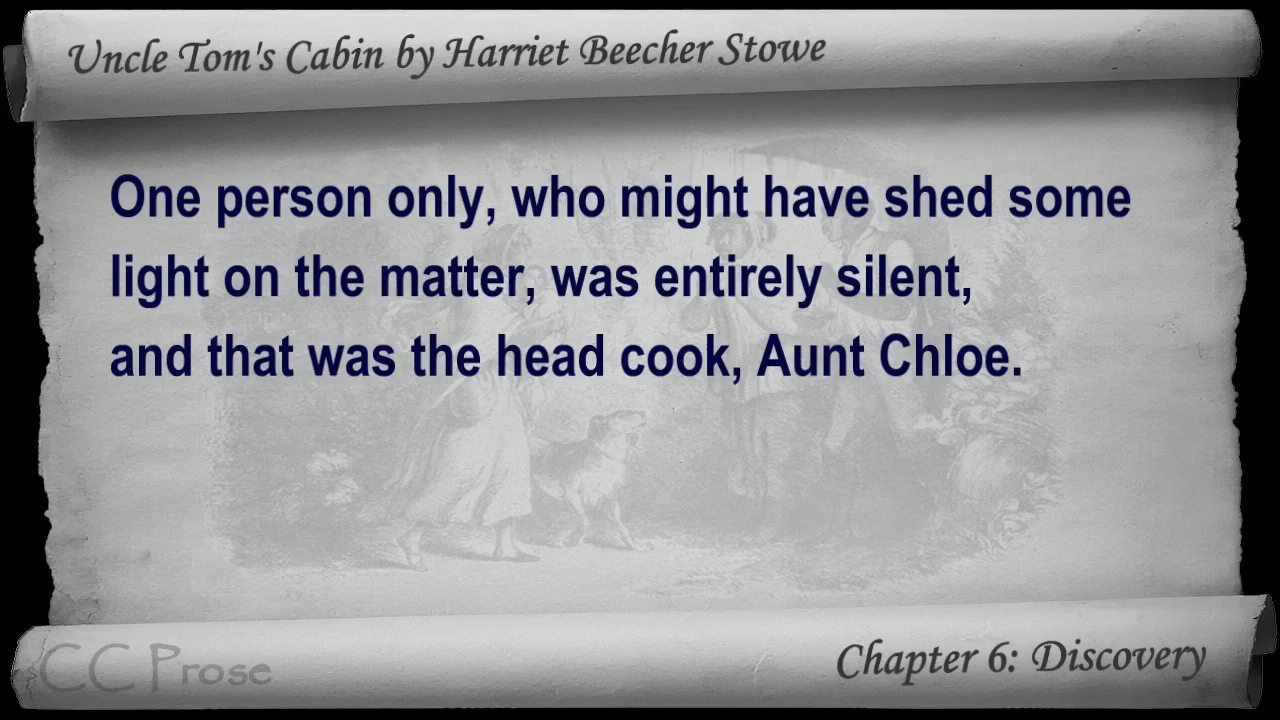 Uncle Tom's Cabin by Harriet Beecher Stowe
One person only, who might have shed some
light on the matter, was entirely silent,
and that was the head cook, Aunt Chloe.
CC Prose
Chapter 6: Discovery